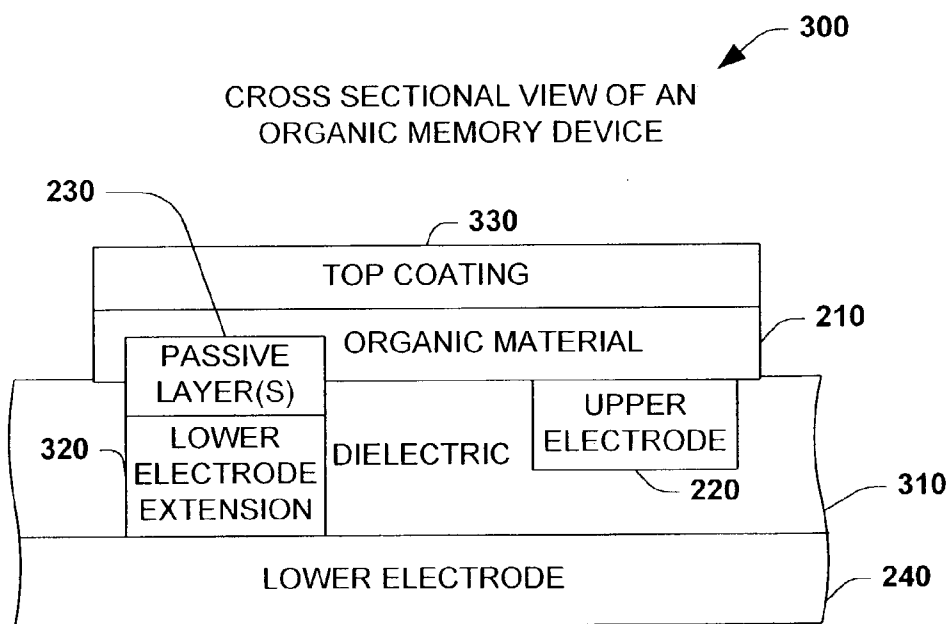 300
CROSS SECTIONAL VIEW OF AN
ORGANIC MEMORY DEVICE
230
330
TOP COATING
210
ORGANIC MATERIAL
PASSIVE
LAYER(S)
UPPER
ELECTRODE
320
LOWER
ELECTRODE
EXTENSION
DIELECTRIC
220
310
LOWER ELECTRODE
240